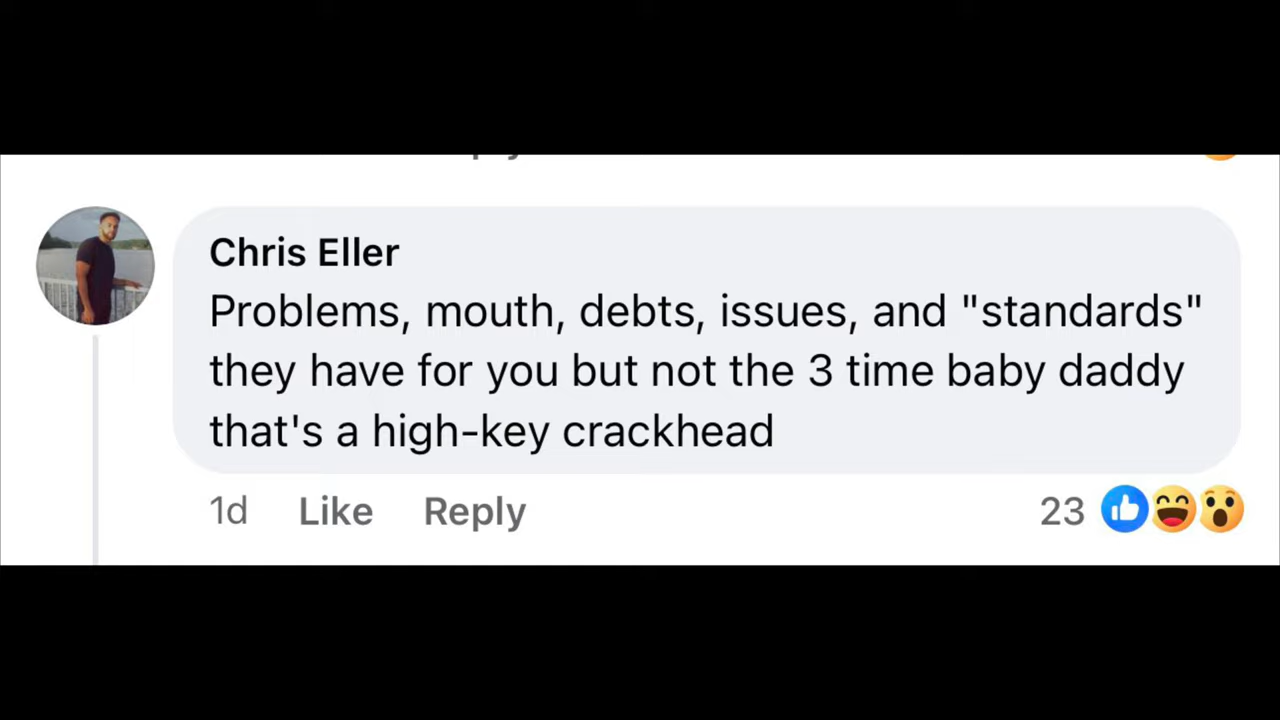 Chris Eller
Problems, mouth, debts, issues, and "standards"
they have for you but not the 3 time baby daddy
that's a high-key crackhead
1d Like Reply 23